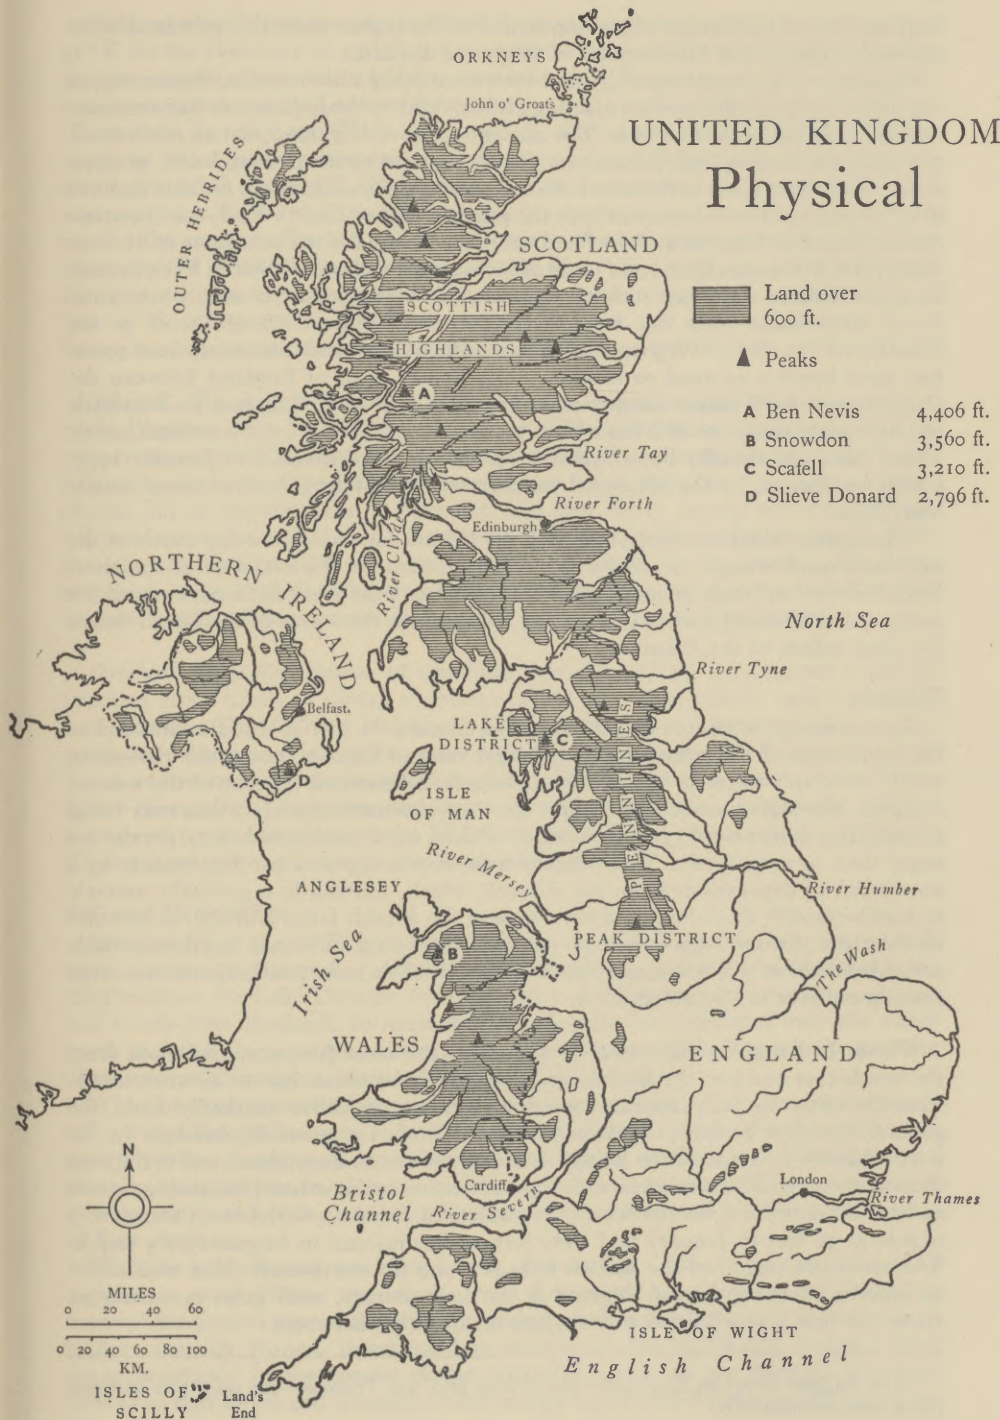 ORKNEYS
John o' Groats
UNITED KINGDOM
Physical
OUTER HEBRIDES
SCOTLAND
Land over
600 ft.
SCOTTISH
HIGHLANDS
Peaks
A
A Ben Nevis 4,406 ft.
B Snowdon 3,560 ft.
C Scafell 3,210 ft.
D Slieve Donard 2,796 ft.
River Tay
River Forth
Edinburgh
River Clyde
NORTHERN IRELAND
North Sea
River Tyne
Belfast.
LAKE
DISTRICT
C
PENNINES
D
ISLE
OF MAN
River Mersey
ANGLESEY
River Humber
Irish Sea
B
PEAK DISTRICT
The Wash
WALES
ENGLAND
N
Cardiff
London
Bristol
Channel
River Severn
River Thames
MILES
0 20 40 60
0 20 40 60 80 100
KM.
ISLE OF WIGHT
English Channel
ISLES OF
SCILLY
Land's
End